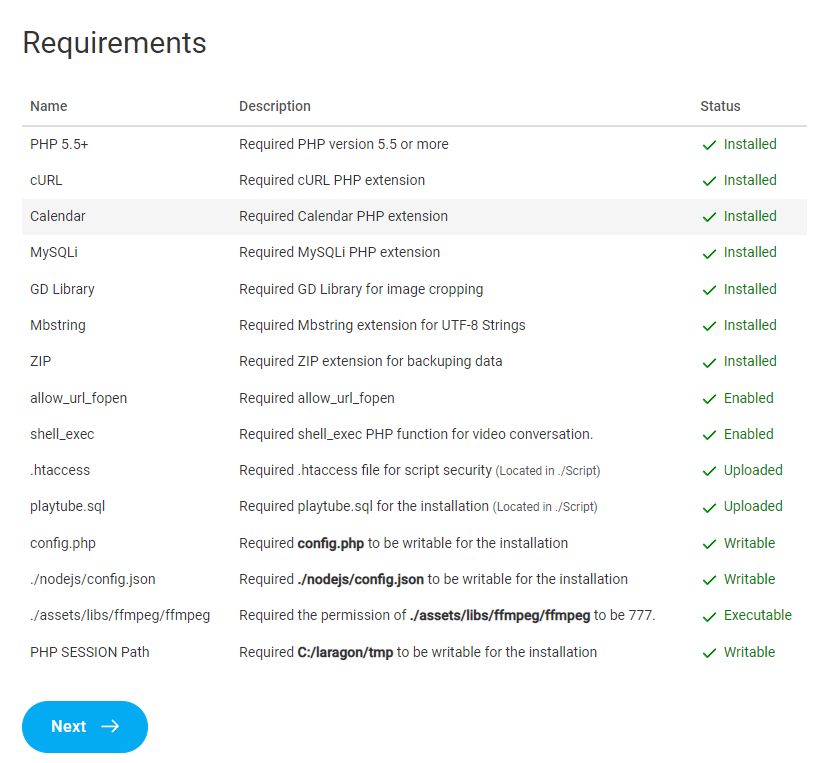 Requirements
Name Description Status
PHP 5.5+ Required PHP version 5.5 or more Installed
cURL Required cURL PHP extension Installed
Calendar Required Calendar PHP extension Installed
MySQLi Required MySQLi PHP extension Installed
GD Library Required GD Library for image cropping Installed
Mbstring Required Mbstring extension for UTF-8 Strings Installed
ZIP Required ZIP extension for backuping data Installed
allow_url_fopen Required allow_url_fopen Enabled
shell_exec Required shell_exec PHP function for video conversation. Enabled
.htaccess Required .htaccess file for script security (Located in ./Script) Uploaded
playtube.sql Required playtube.sql for the installation (Located in ./Script) Uploaded
config.php Required config.php to be writable for the installation Writable
./nodejs/config.json Required ./nodejs/config.json to be writable for the installation Writable
./assets/libs/ffmpeg/ffmpeg Required the permission of ./assets/libs/ffmpeg/ffmpeg to be 777. Executable
PHP SESSION Path Required C:/laragon/tmp to be writable for the installation Writable
Next